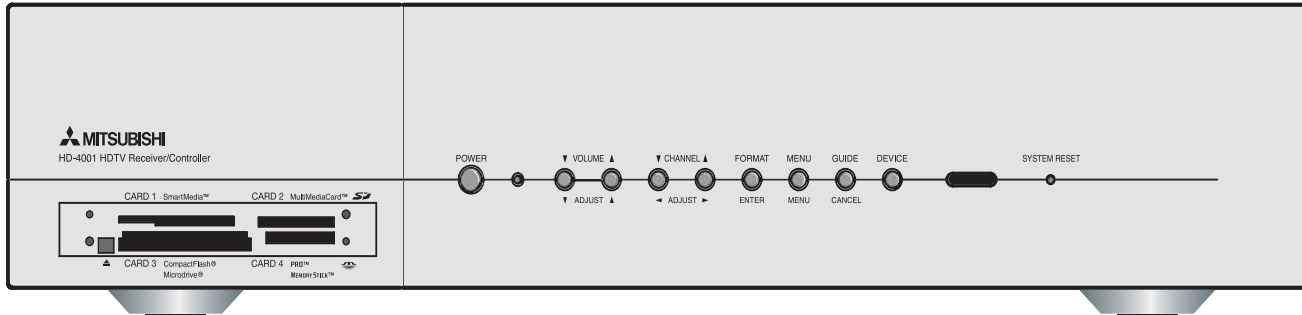 MITSUBISHI
HD-4001 HDTV Receiver/Controller
POWER
▼ VOLUME ▲
▼ CHANNEL ▲
FORMAT
MENU
GUIDE
DEVICE
SYSTEM RESET
▼ ADJUST ▲
◄ ADJUST ►
ENTER
MENU
CANCEL
CARD 1 SmartMedia™
CARD 2 MultiMediaCard™ SD
CARD 3 CompactFlash®
Microdrive®
CARD 4 PRO™
MEMORY STICK™